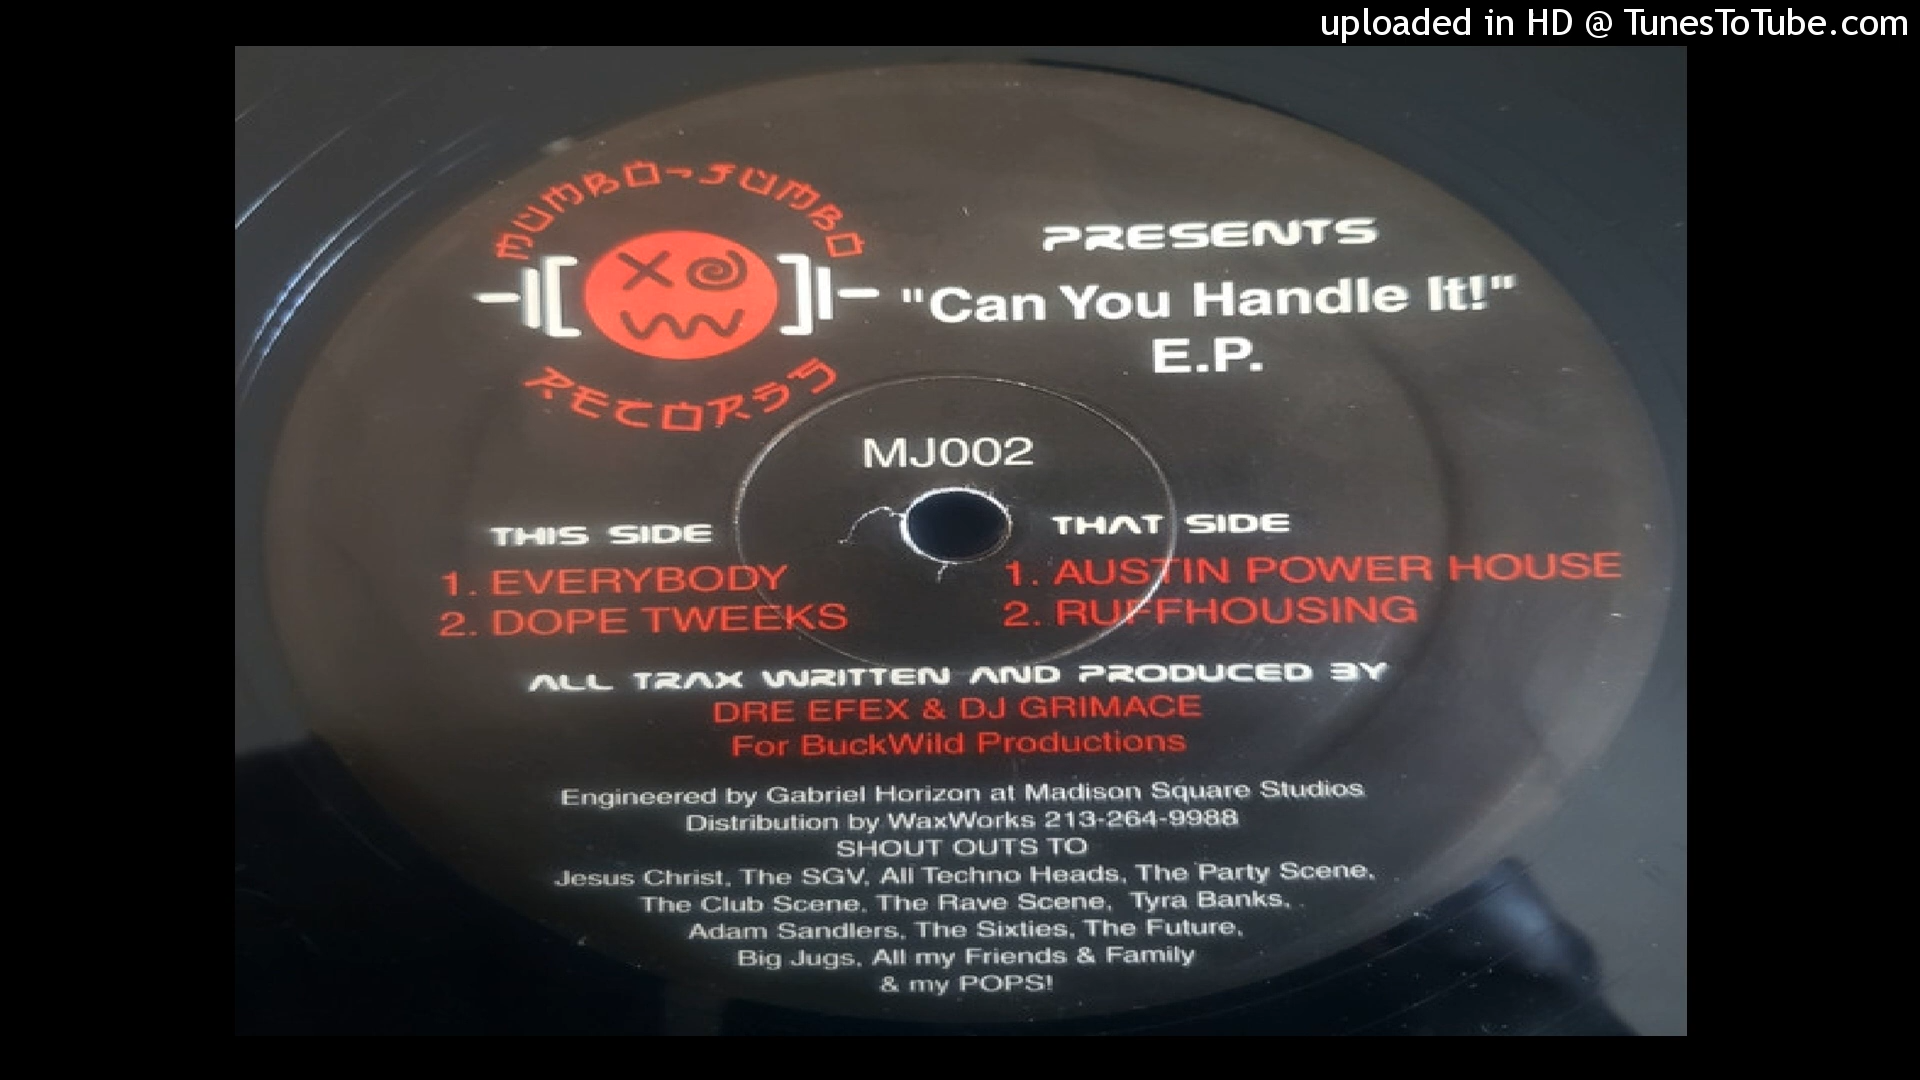 uploaded in HD @ TunesToTube.com
MUMBO-JUMBO
RECORDS
PRESENTS
"Can You Handle It!"
E.P.
MJ002
THIS SIDE
1. EVERYBODY
2. DOPE TWEEKS
THAT SIDE
1. AUSTIN POWER HOUSE
2. RUFFHOUSING
ALL TRAX WRITTEN AND PRODUCED BY
DRE EFEX & DJ GRIMACE
For BuckWild Productions
Engineered by Gabriel Horizon at Madison Square Studios
Distribution by WaxWorks 213-264-9988
SHOUT OUTS TO
Jesus Christ, The SGV, All Techno Heads, The Party Scene,
The Club Scene, The Rave Scene, Tyra Banks,
Adam Sandlers, The Sixties, The Future,
Big Jugs, All my Friends & Family
& my POPS!